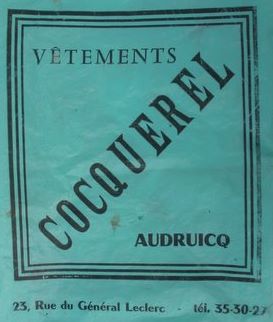 VÊTEMENTS
COCQUEREL
AUDRUICQ
23, Rue du Général Leclerc - tél. 35-30-27